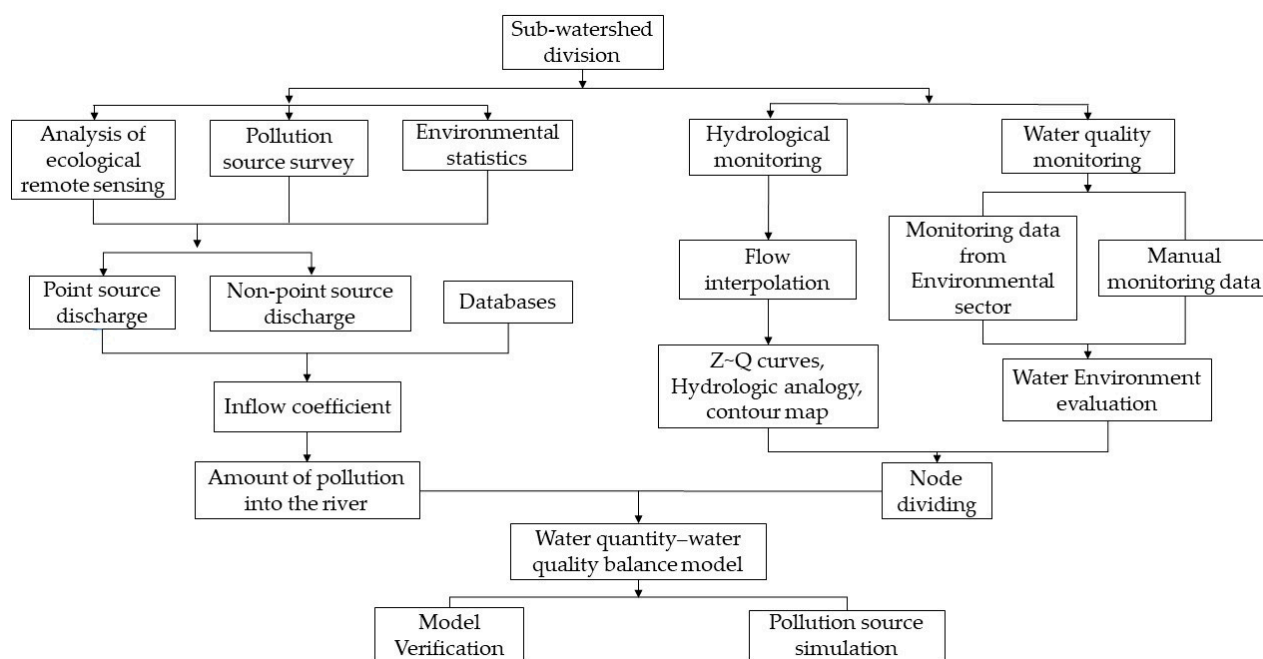 Sub-watershed
division
Analysis of
ecological
remote sensing
Pollution
source survey
Environmental
statistics
Hydrological
monitoring
Water quality
monitoring
Monitoring data
from
Environmental
sector
Manual
monitoring data
Flow
interpolation
Point source
discharge
Non-point source
discharge
Databases
Z~Q curves,
Hydrologic analogy,
contour map
Water Environment
evaluation
Inflow coefficient
Amount of pollution
into the river
Node
dividing
Water quantity–water
quality balance model
Model
Verification
Pollution source
simulation